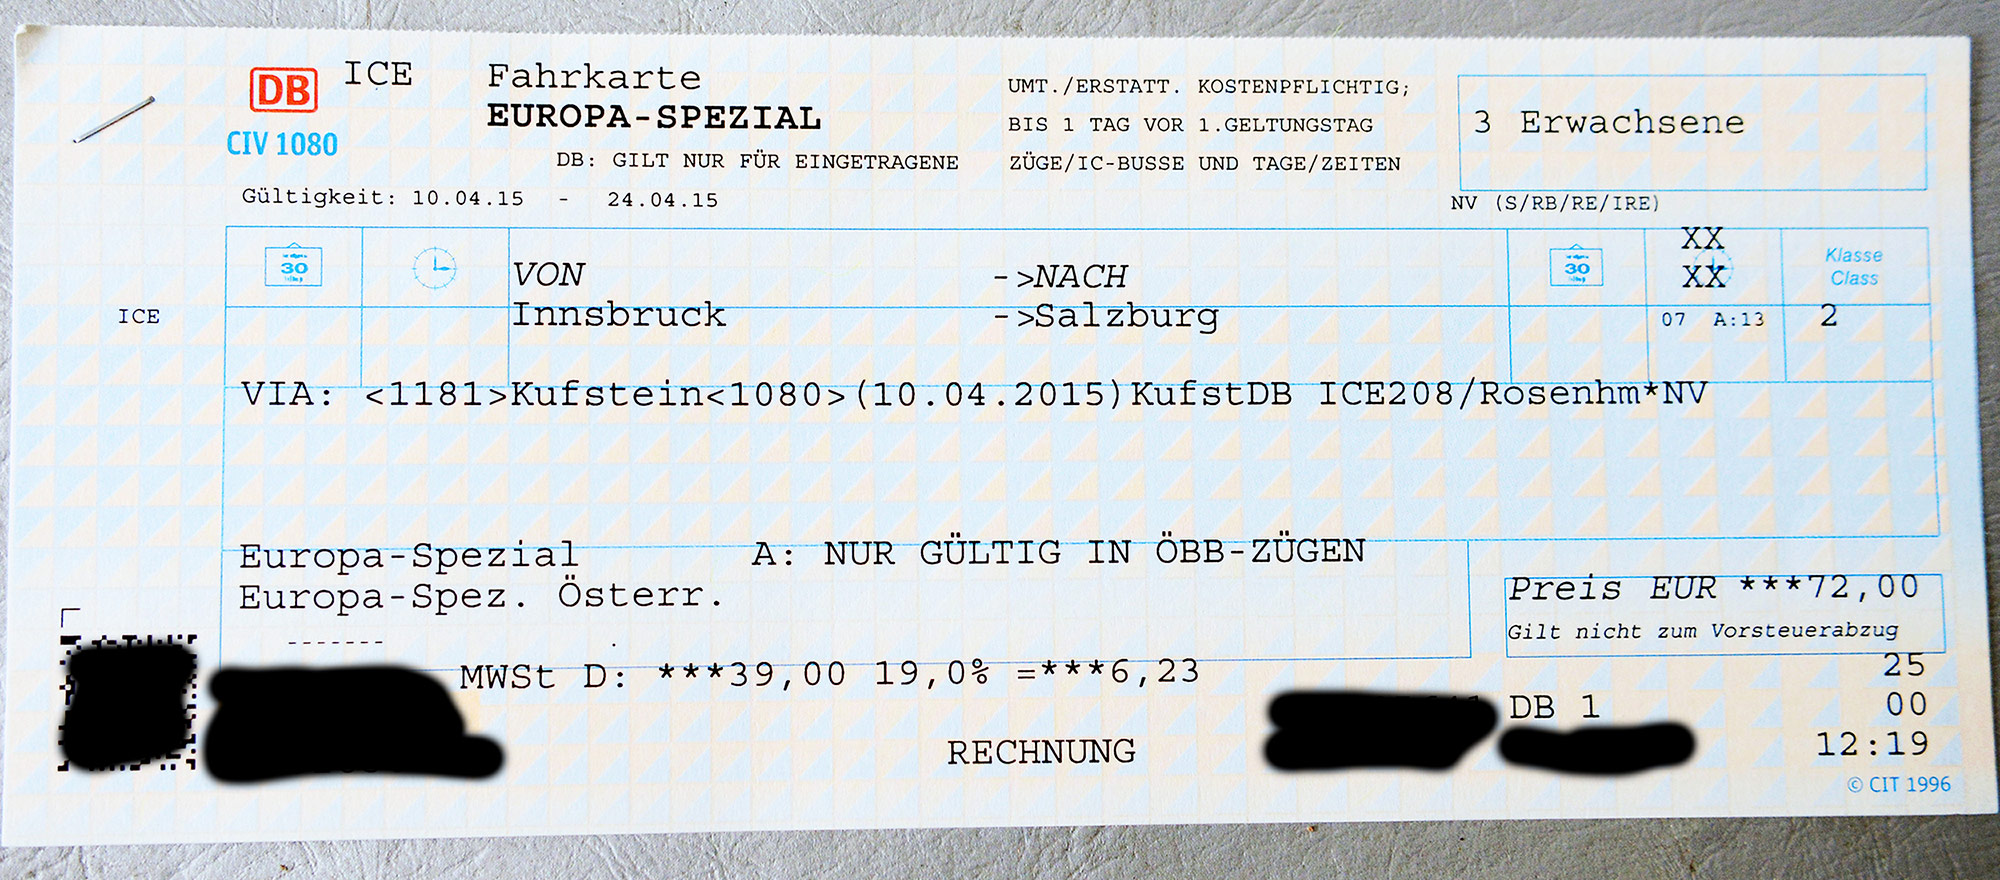 DB ICE Fahrkarte
EUROPA-SPEZIAL
CIV 1080
UMT./ERSTATT. KOSTENPFLICHTIG;
BIS 1 TAG VOR 1.GELTUNGSTAG
DB: GILT NUR FÜR EINGETRAGENE ZÜGE/IC-BUSSE UND TAGE/ZEITEN
3 Erwachsene
Gültigkeit: 10.04.15 - 24.04.15
NV (S/RB/RE/IRE)
XX
30 VON ->NACH 30 XX Klasse
Class
ICE Innsbruck ->Salzburg 07 A:13 2
VIA: <1181>Kufstein<1080>(10.04.2015)KufstDB ICE208/Rosenhm*NV
Europa-Spezial A: NUR GÜLTIG IN ÖBB-ZÜGEN
Europa-Spez. Österr.
Preis EUR ***72,00
Gilt nicht zum Vorsteuerabzug
-------
MWSt D: ***39,00 19,0% =***6,23
25
DB 1 00
RECHNUNG 12:19
© CIT 1996